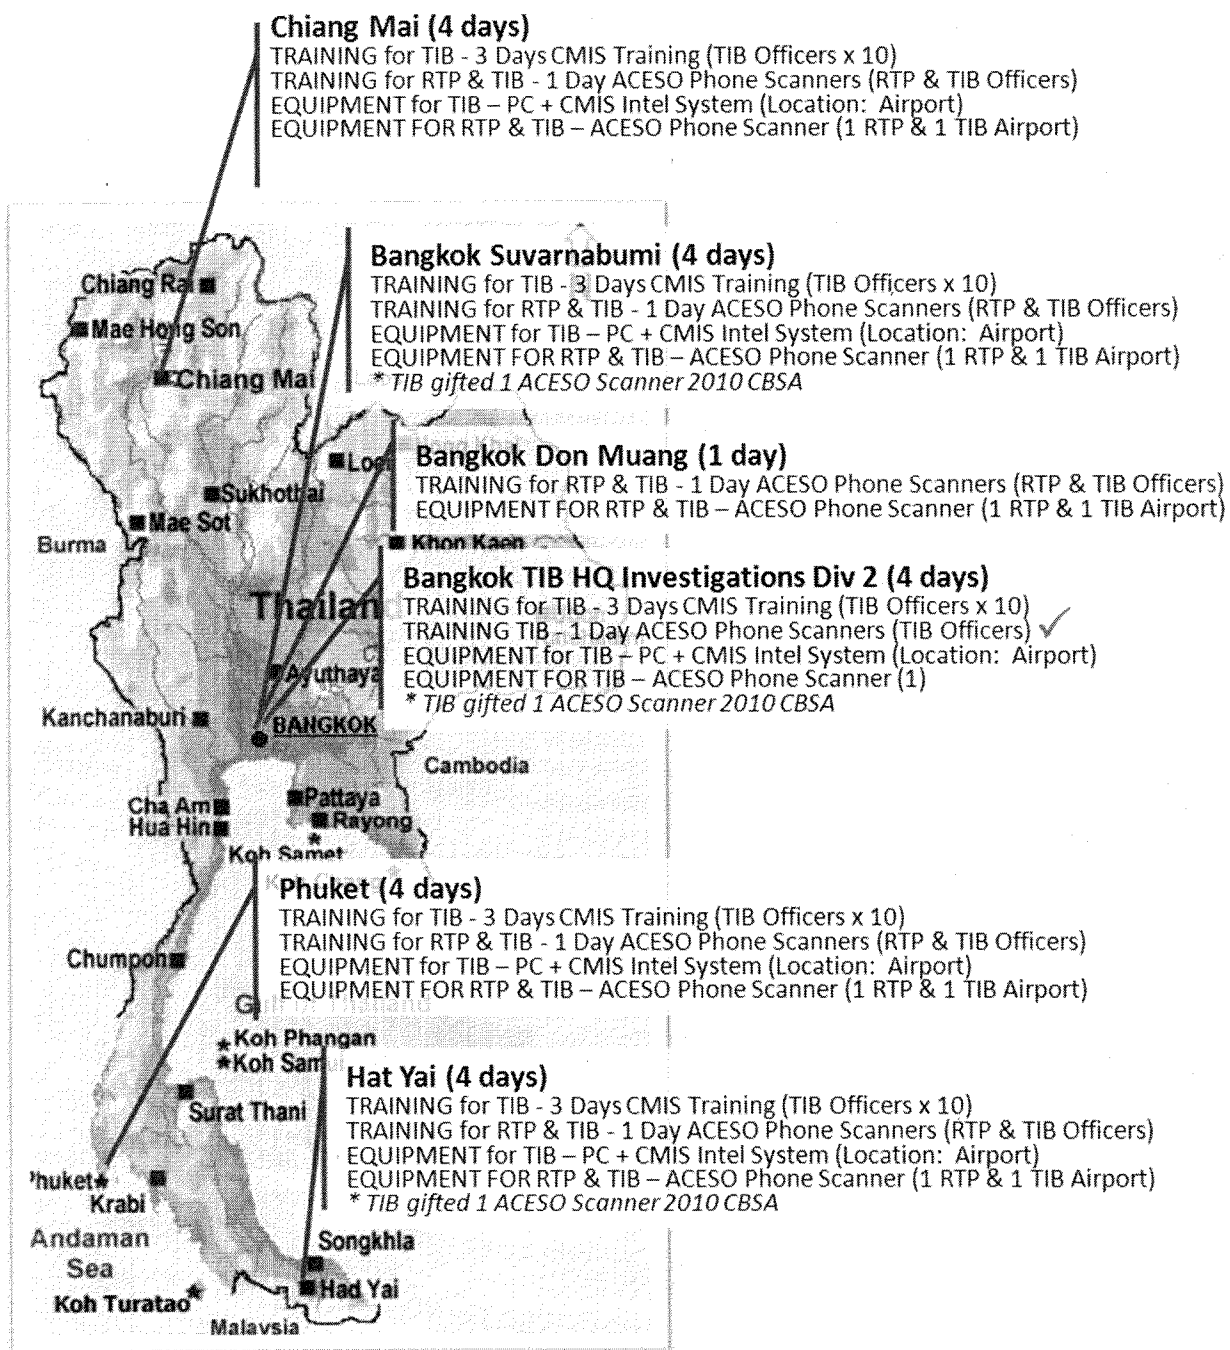 Chiang Mai (4 days)
TRAINING for TIB - 3 Days CMIS Training (TIB Officers x 10)
TRAINING for RTP & TIB - 1 Day ACESO Phone Scanners (RTP & TIB Officers)
EQUIPMENT for TIB – PC + CMIS Intel System (Location: Airport)
EQUIPMENT FOR RTP & TIB – ACESO Phone Scanner (1 RTP & 1 TIB Airport)
Bangkok Suvarnabumi (4 days)
TRAINING for TIB - 3 Days CMIS Training (TIB Officers x 10)
TRAINING for RTP & TIB - 1 Day ACESO Phone Scanners (RTP & TIB Officers)
EQUIPMENT for TIB – PC + CMIS Intel System (Location: Airport)
EQUIPMENT FOR RTP & TIB – ACESO Phone Scanner (1 RTP & 1 TIB Airport)
* TIB gifted 1 ACESO Scanner 2010 CBSA
Chiang Rai
Mae Hong Son
Chiang Mai
Sukhothai
Mae Sot
Burma
Bangkok Don Muang (1 day)
TRAINING for RTP & TIB - 1 Day ACESO Phone Scanners (RTP & TIB Officers)
EQUIPMENT FOR RTP & TIB – ACESO Phone Scanner (1 RTP & 1 TIB Airport)
Khon Kaen
Bangkok TIB HQ Investigations Div 2 (4 days)
TRAINING for TIB - 3 Days CMIS Training (TIB Officers x 10)
TRAINING TIB - 1 Day ACESO Phone Scanners (TIB Officers) ✓
EQUIPMENT for TIB – PC + CMIS Intel System (Location: Airport)
EQUIPMENT FOR TIB – ACESO Phone Scanner (1)
* TIB gifted 1 ACESO Scanner 2010 CBSA
Thailand
Ayuthaya
Kanchanaburi
BANGKOK
Cambodia
Cha Am
Hua Hin
Pattaya
Rayong
Koh Samet
Koh Chang
Phuket (4 days)
TRAINING for TIB - 3 Days CMIS Training (TIB Officers x 10)
TRAINING for RTP & TIB - 1 Day ACESO Phone Scanners (RTP & TIB Officers)
EQUIPMENT for TIB – PC + CMIS Intel System (Location: Airport)
EQUIPMENT FOR RTP & TIB – ACESO Phone Scanner (1 RTP & 1 TIB Airport)
Chumpon
Gulf of Thailand
Koh Phangan
Koh Samui
Surat Thani
Hat Yai (4 days)
TRAINING for TIB - 3 Days CMIS Training (TIB Officers x 10)
TRAINING for RTP & TIB - 1 Day ACESO Phone Scanners (RTP & TIB Officers)
EQUIPMENT for TIB – PC + CMIS Intel System (Location: Airport)
EQUIPMENT FOR RTP & TIB – ACESO Phone Scanner (1 RTP & 1 TIB Airport)
* TIB gifted 1 ACESO Scanner 2010 CBSA
Phuket
Krabi
Andaman
Sea
Songkhla
Had Yai
Koh Turatao
Malaysia